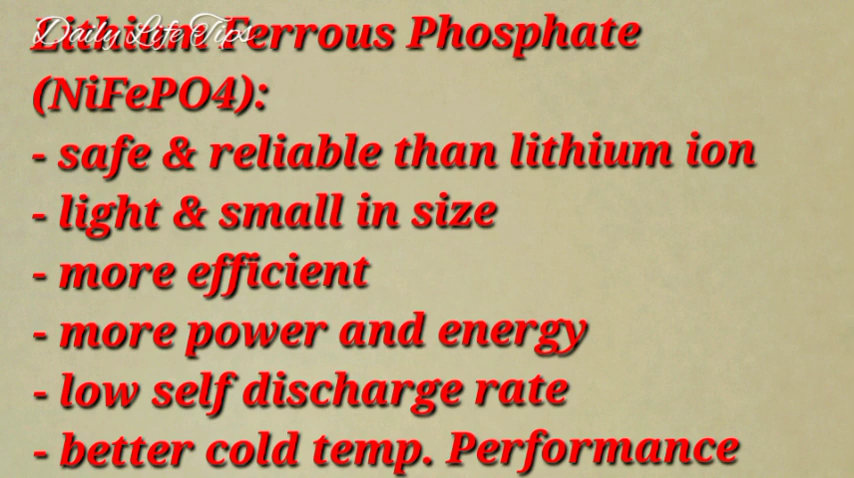 Daily Life Tips
Lithium Ferrous Phosphate
(NiFePO4):
- safe & reliable than lithium ion
- light & small in size
- more efficient
- more power and energy
- low self discharge rate
- better cold temp. Performance